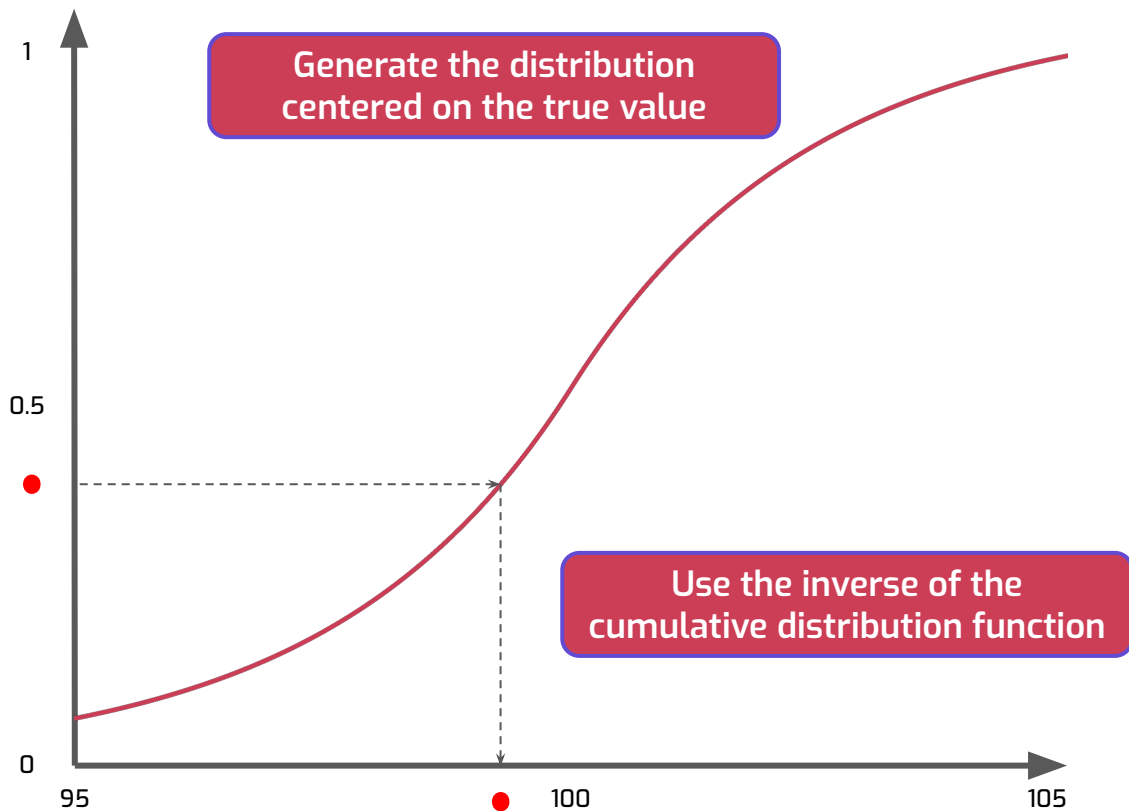 1
Generate the distribution
centered on the true value
0.5
Use the inverse of the
cumulative distribution function
0
95
100
105